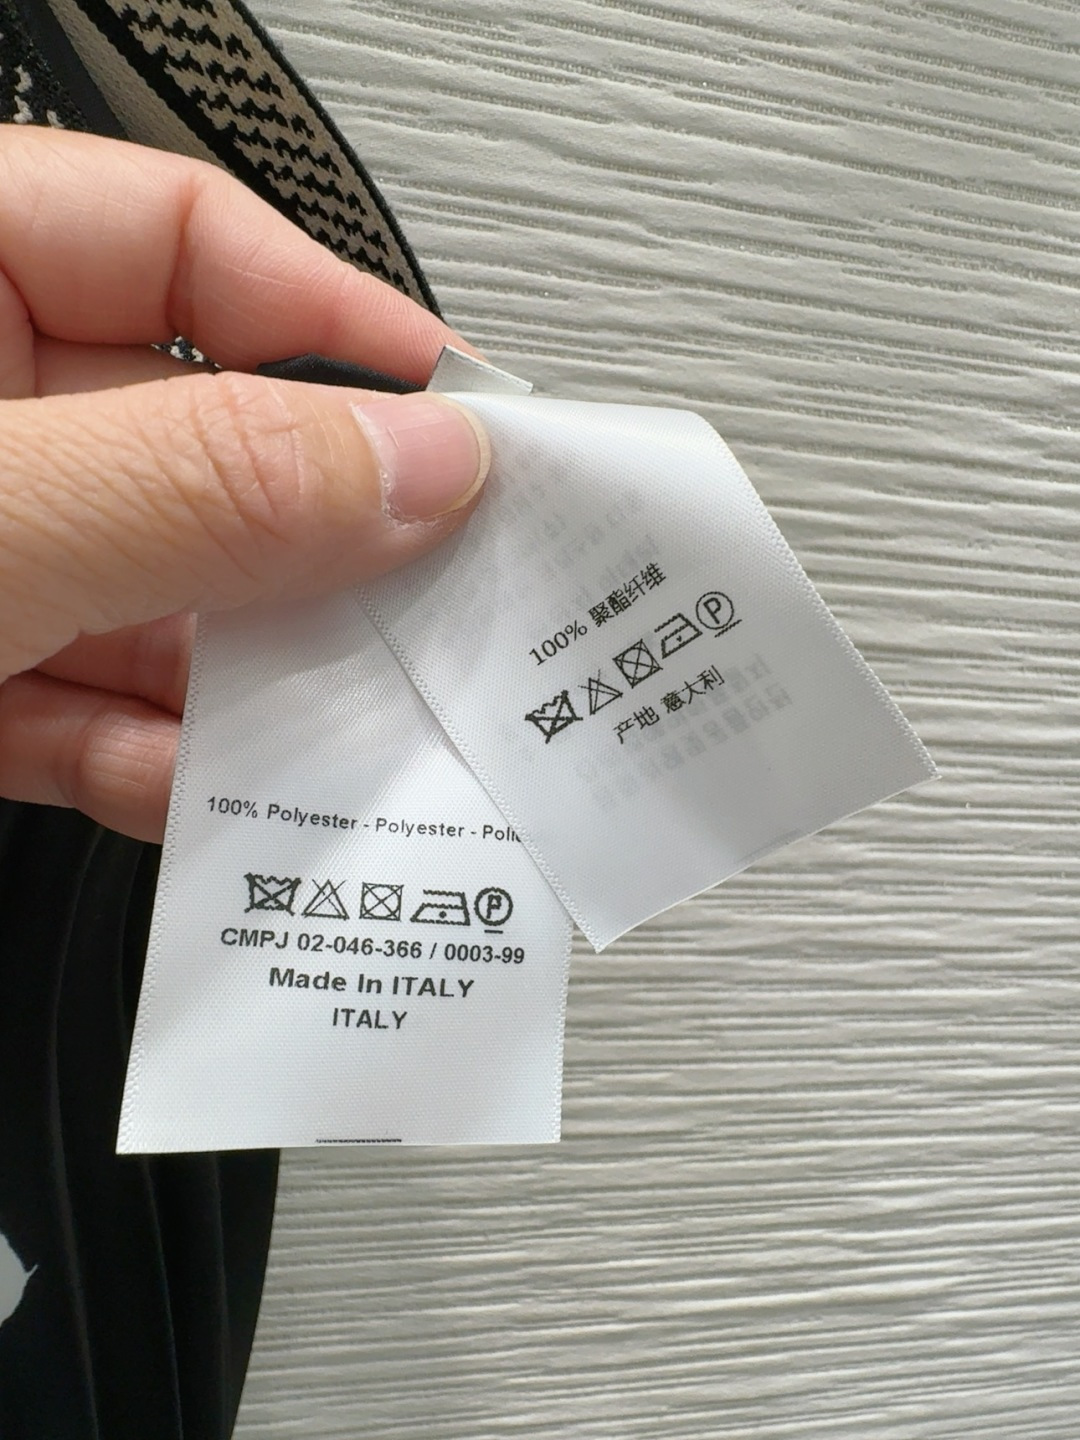 100% 聚酯纤维
P
产地 意大利
100% Polyester - Polyester -
P
CMPJ 02-046-366 / 0003-99
Made In ITALY
ITALY